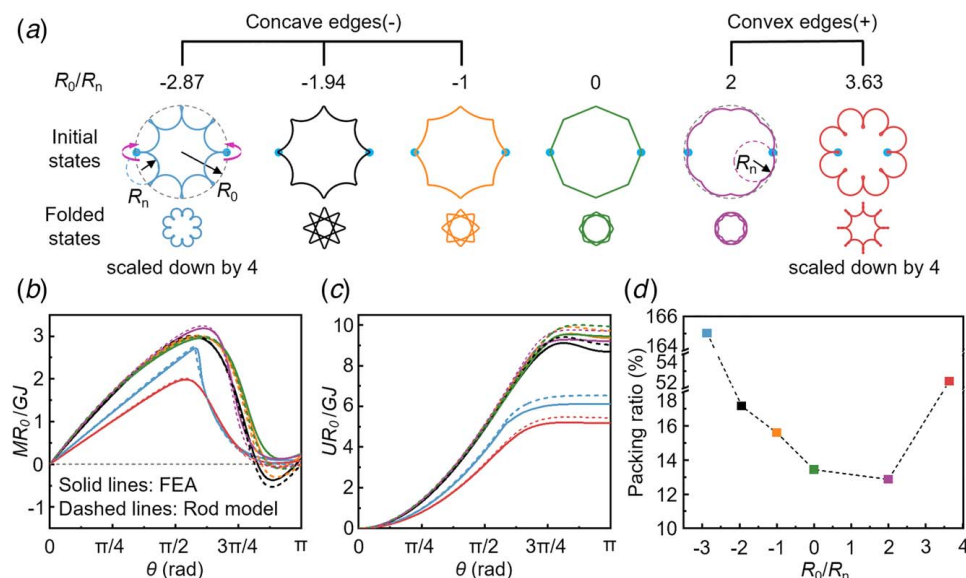 (a) Concave edges(-) Convex edges(+)
R0/Rn -2.87 -1.94 -1 0 2 3.63
Initial states
Rn R0 Rn
Folded states
scaled down by 4 scaled down by 4
(b)
MR0/GJ
3
2
1
0
-1
Solid lines: FEA
Dashed lines: Rod model
0 π/4 π/2 3π/4 π
θ (rad)
(c)
UR0/GJ
10
8
6
4
2
0
0 π/4 π/2 3π/4 π
θ (rad)
(d)
Packing ratio (%)
166
164
52
18
16
14
12
10
-3 -2 -1 0 1 2 3 4
R0/Rn